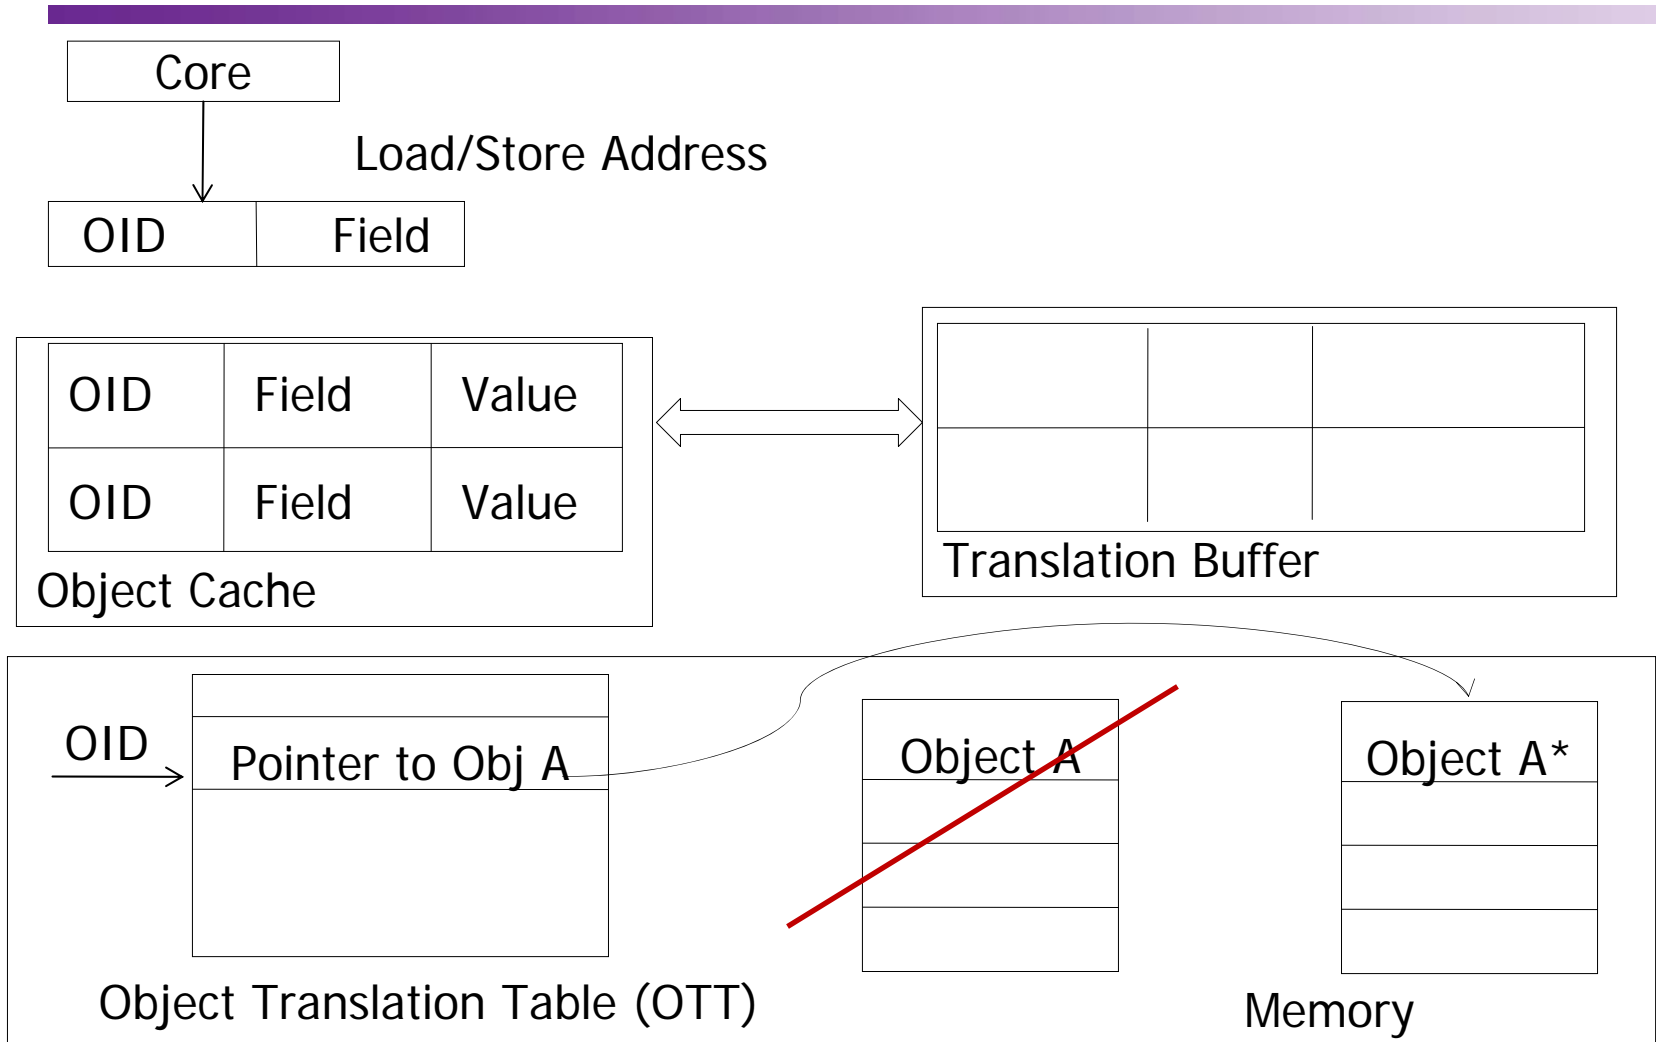 Core
Load/Store Address
OID Field
OID Field Value
OID Field Value
Object Cache
Translation Buffer
OID
Pointer to Obj A
Object A
Object A*
Object Translation Table (OTT)
Memory